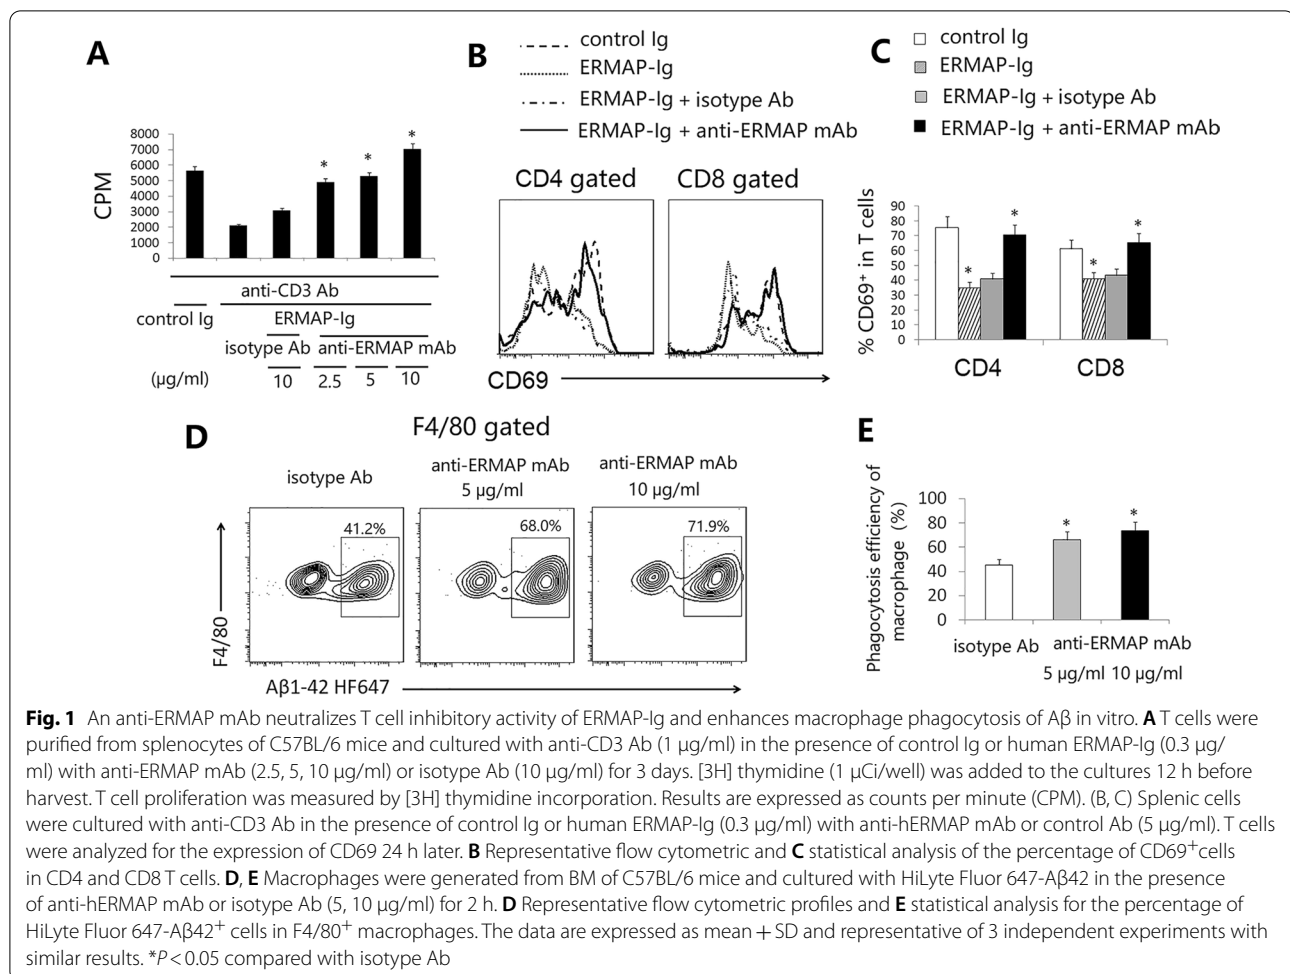 A
CPM
8000
7000
6000
5000
4000
3000
2000
1000
0
*
*
*
anti-CD3 Ab
control Ig
ERMAP-Ig
isotype Ab
anti-ERMAP mAb
(µg/ml)
10
2.5
5
10
B
control Ig
ERMAP-Ig
ERMAP-Ig + isotype Ab
ERMAP-Ig + anti-ERMAP mAb
CD4 gated
CD8 gated
CD69
C
control Ig
ERMAP-Ig
ERMAP-Ig + isotype Ab
ERMAP-Ig + anti-ERMAP mAb
% CD69⁺ in T cells
90
80
70
60
50
40
30
20
10
0
*
*
*
*
CD4
CD8
D
F4/80 gated
isotype Ab
anti-ERMAP mAb
5 µg/ml
anti-ERMAP mAb
10 µg/ml
41.2%
68.0%
71.9%
F4/80
Aβ1-42 HF647
E
Phagocytosis efficiency of
macrophage (%)
100
80
60
40
20
0
*
*
isotype Ab
anti-ERMAP mAb
5 µg/ml 10 µg/ml
Fig. 1 An anti-ERMAP mAb neutralizes T cell inhibitory activity of ERMAP-Ig and enhances macrophage phagocytosis of Aβ in vitro. A T cells were
purified from splenocytes of C57BL/6 mice and cultured with anti-CD3 Ab (1 µg/ml) in the presence of control Ig or human ERMAP-Ig (0.3 µg/
ml) with anti-ERMAP mAb (2.5, 5, 10 µg/ml) or isotype Ab (10 µg/ml) for 3 days. [3H] thymidine (1 µCi/well) was added to the cultures 12 h before
harvest. T cell proliferation was measured by [3H] thymidine incorporation. Results are expressed as counts per minute (CPM). (B, C) Splenic cells
were cultured with anti-CD3 Ab in the presence of control Ig or human ERMAP-Ig (0.3 µg/ml) with anti-hERMAP mAb or control Ab (5 µg/ml). T cells
were analyzed for the expression of CD69 24 h later. B Representative flow cytometric and C statistical analysis of the percentage of CD69⁺cells
in CD4 and CD8 T cells. D, E Macrophages were generated from BM of C57BL/6 mice and cultured with HiLyte Fluor 647-Aβ42 in the presence
of anti-hERMAP mAb or isotype Ab (5, 10 µg/ml) for 2 h. D Representative flow cytometric profiles and E statistical analysis for the percentage of
HiLyte Fluor 647-Aβ42⁺ cells in F4/80⁺ macrophages. The data are expressed as mean + SD and representative of 3 independent experiments with
similar results. *P < 0.05 compared with isotype Ab